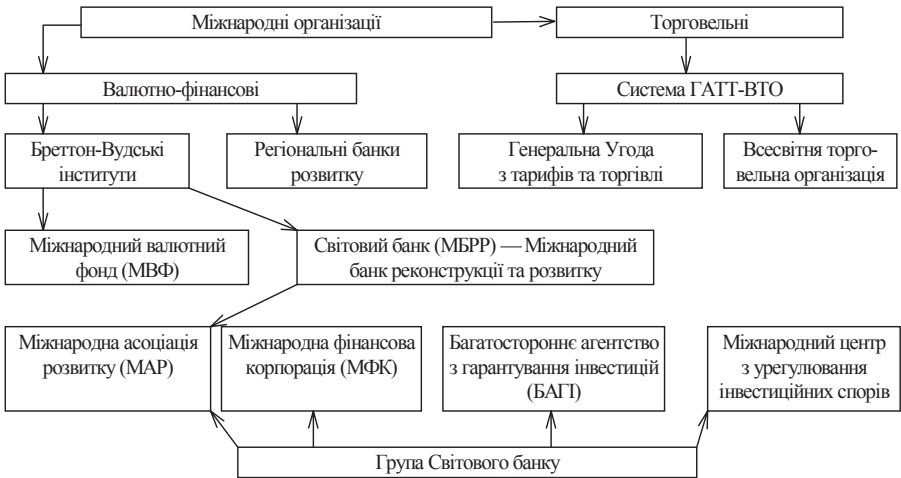 Міжнародні організації
Торговельні
Валютно-фінансові
Система ГАТТ-ВТО
Бреттон-Вудські
інститути
Регіональні банки
розвитку
Генеральна Угода
з тарифів та торгівлі
Всесвітня торго-
вельна організація
Міжнародний валютний
фонд (МВФ)
Світовий банк (МБРР) — Міжнародний
банк реконструкції та розвитку
Міжнародна асоціація
розвитку (МАР)
Міжнародна фінансова
корпорація (МФК)
Багатостороннє агентство
з гарантування інвестицій
(БАГІ)
Міжнародний центр
з урегулювання
інвестиційних спорів
Група Світового банку